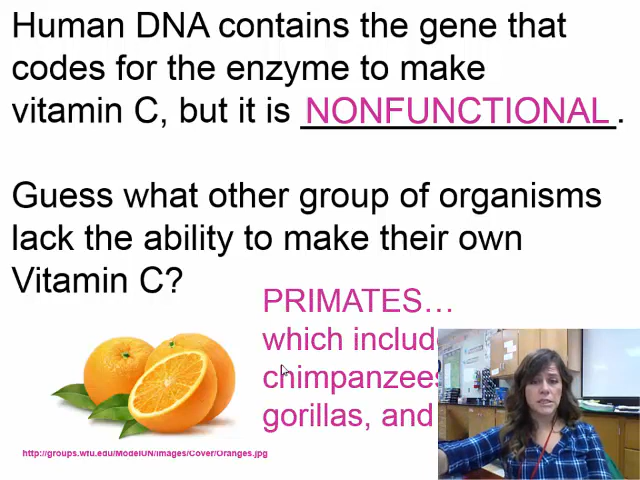 Human DNA contains the gene that
codes for the enzyme to make
vitamin C, but it is NONFUNCTIONAL.
Guess what other group of organisms
lack the ability to make their own
Vitamin C?
PRIMATES…
which includ
chimpanzees
gorillas, and
http://groups.wfu.edu/ModelUN/Images/Cover/Oranges.jpg